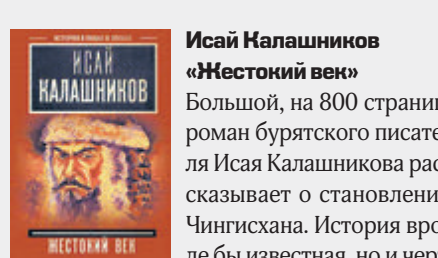 ИСАЙ
КАЛАШНИКОВ
ЖЕСТОКИЙ ВЕК
Исай Калашников
«Жестокий век»
Большой, на 800 страни
роман бурятского писате
ля Исая Калашникова рас
сказывает о становлени
Чингисхана. История вро
де бы известная, но и чер